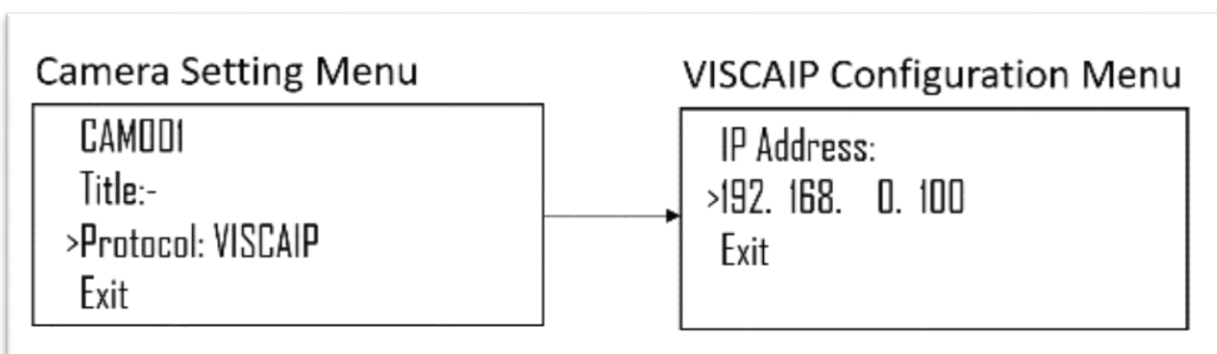 Camera Setting Menu
CAM001
Title:-
>Protocol: VISCAIP
Exit
VISCAIP Configuration Menu
IP Address:
>192. 168. 0. 100
Exit